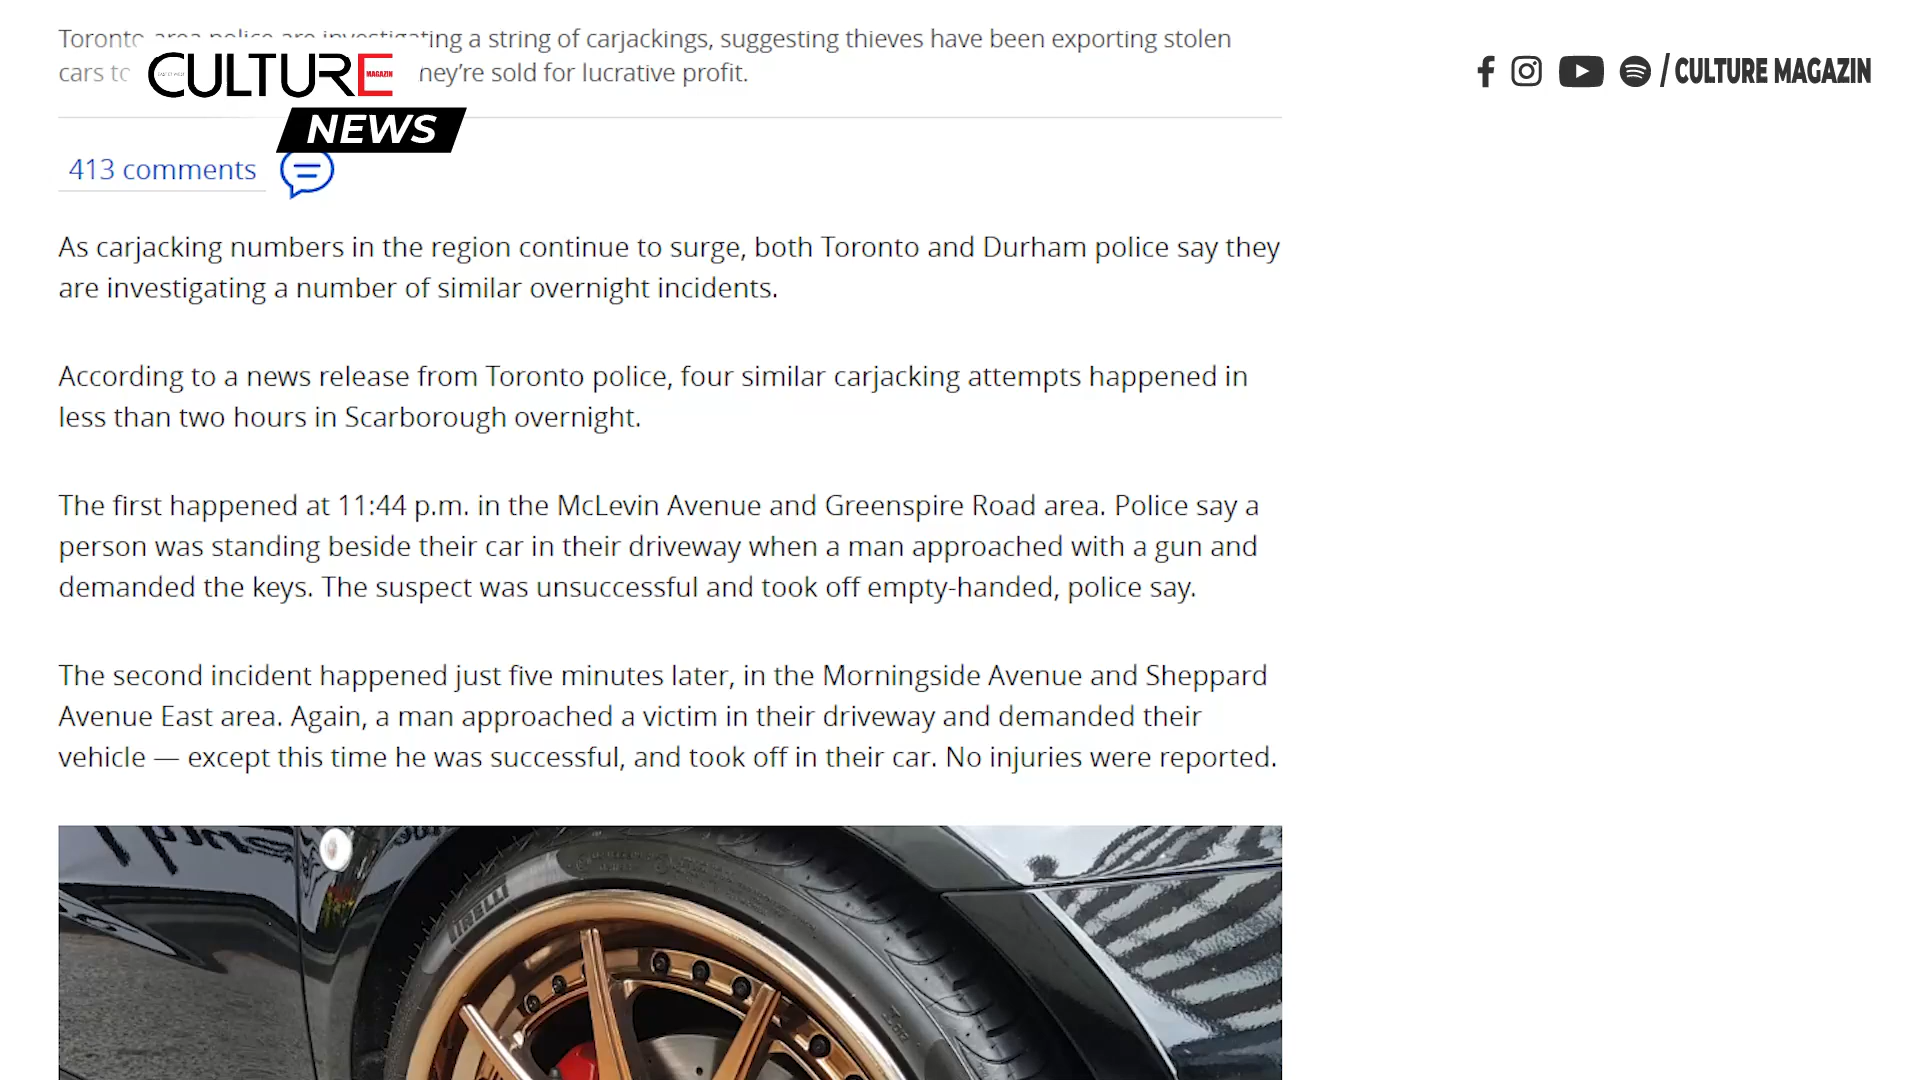 Toronto area police are investigating a string of carjackings, suggesting thieves have been exporting stolen
cars to they're sold for lucrative profit.
CULTURE
MAGAZIN
NEWS
/ CULTURE MAGAZIN
413 comments
As carjacking numbers in the region continue to surge, both Toronto and Durham police say they
are investigating a number of similar overnight incidents.
According to a news release from Toronto police, four similar carjacking attempts happened in
less than two hours in Scarborough overnight.
The first happened at 11:44 p.m. in the McLevin Avenue and Greenspire Road area. Police say a
person was standing beside their car in their driveway when a man approached with a gun and
demanded the keys. The suspect was unsuccessful and took off empty-handed, police say.
The second incident happened just five minutes later, in the Morningside Avenue and Sheppard
Avenue East area. Again, a man approached a victim in their driveway and demanded their
vehicle — except this time he was successful, and took off in their car. No injuries were reported.
PIRELLI